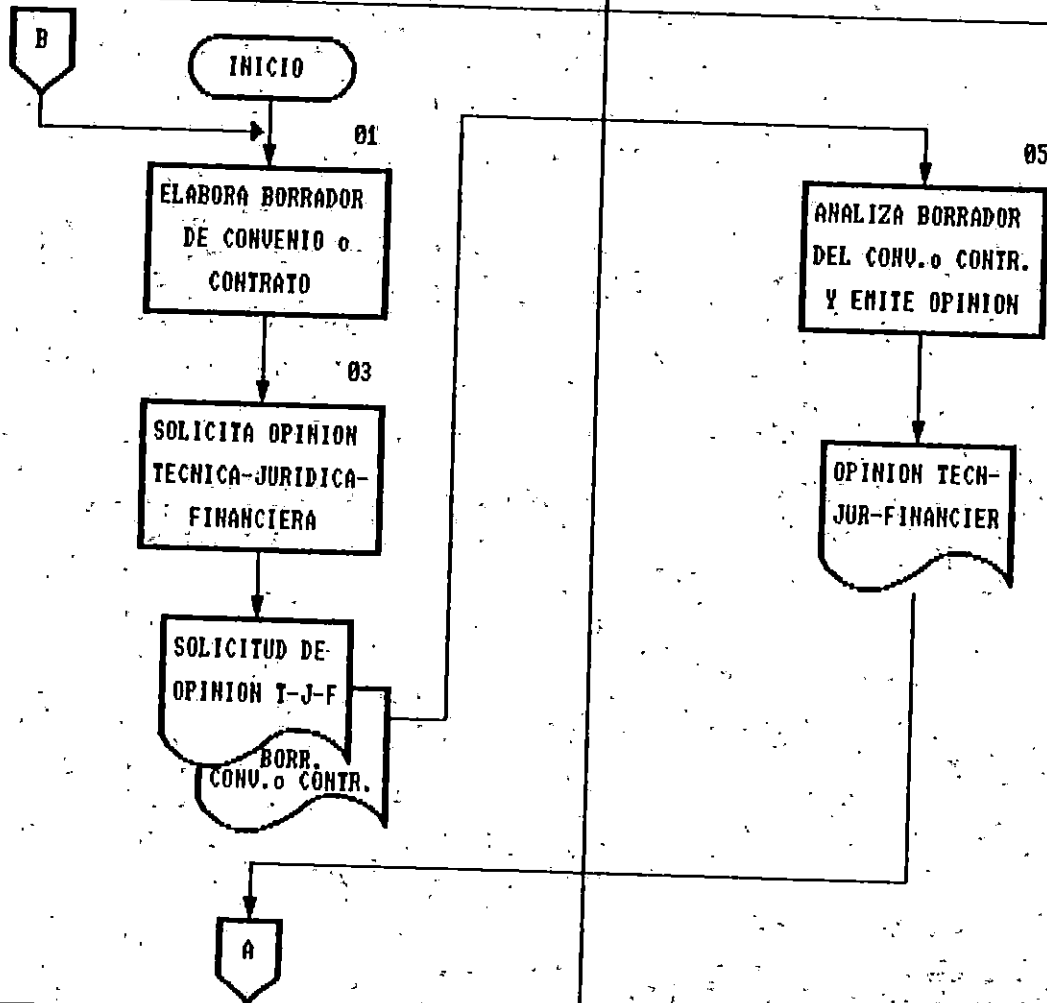 B
INICIO
01
ELABORA BORRADOR
DE CONVENIO o
CONTRATO
03
SOLICITA OPINION
TECNICA-JURIDICA-
FINANCIERA
SOLICITUD DE
OPINION T-J-F
BORR.
CONV.o CONTR.
05
ANALIZA BORRADOR
DEL CONV.o CONTR.
Y EMITE OPINION
OPINION TECN-
JUR-FINANCIER
A